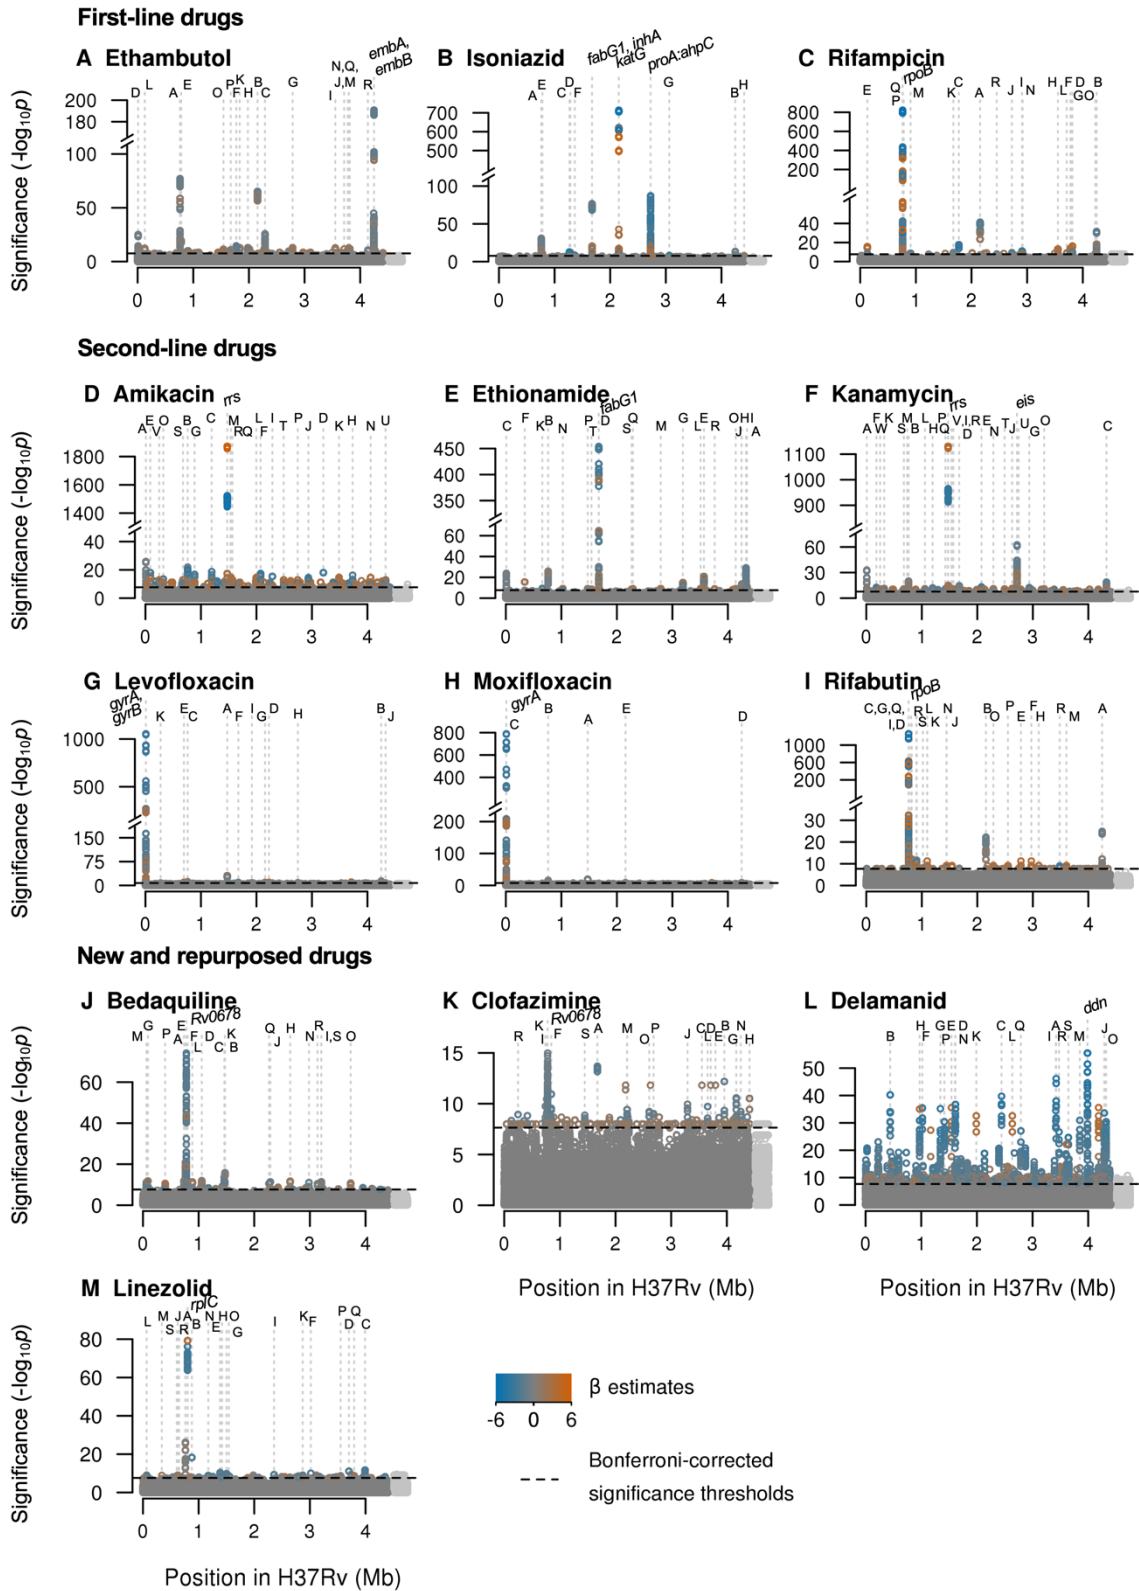 First-line drugs
A Ethambutol
B Isoniazid
C Rifampicin
embA,
embB
fabG1, inhA
katG
proA:ahpC
rpoB
D L A E O P F K H B C G I N,Q, J,M R
A E C D F G B H
E Q P M K C A R J I N H L F D G O B
Significance (-log10p)
200
180
100
50
0
700
600
500
100
50
0
800
600
400
200
40
20
0
0 1 2 3 4
0 1 2 3 4
0 1 2 3 4
Second-line drugs
D Amikacin
E Ethionamide
F Kanamycin
rrs
fabG1
rrs
eis
A E V O S B G C M R Q L F I T P J D K H N U
C F K B N P T D S Q M G L E R O J H I A
A F W K S M B L H P Q V,I,R D E N T J U G O C
Significance (-log10p)
1800
1600
1400
40
20
0
450
400
350
60
40
20
0
1100
1000
900
60
30
0
0 1 2 3 4
0 1 2 3 4
0 1 2 3 4
G Levofloxacin
H Moxifloxacin
I Rifabutin
gyrA,
gyrB
gyrA
rpoB
K E C A F I G D H B J
C B A E D
C,G,Q, I,D R S L K N J B O P E F H R M A
Significance (-log10p)
1000
500
150
75
0
800
600
400
200
100
0
1000
600
200
30
20
10
0
0 1 2 3 4
0 1 2 3 4
0 1 2 3 4
New and repurposed drugs
J Bedaquiline
K Clofazimine
L Delamanid
Rv0678
Rv0678
ddn
M G P A E F L D C K B Q J H N R I,S O
R K I F S A M O P J C L D E B G N H
B H F G P E D N K C L Q I A R S M J O
Significance (-log10p)
60
40
20
0
15
10
5
0
50
40
30
20
10
0
0 1 2 3 4
0 1 2 3 4
0 1 2 3 4
Position in H37Rv (Mb)
Position in H37Rv (Mb)
M Linezolid
rplC
L M S J R A B N E H O G I K F P D Q C
Significance (-log10p)
80
60
40
20
0
0 1 2 3 4
Position in H37Rv (Mb)
β estimates
-6 0 6
Bonferroni-corrected
significance thresholds